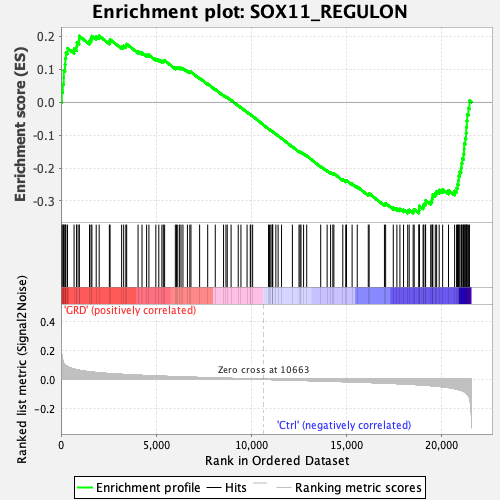 Enrichment plot: SOX11_REGULON
Enrichment score (ES)
0.2
0.1
0.0
-0.1
-0.2
-0.3
'GRD' (positively correlated)
Ranked list metric (Signal2Noise)
0.4
0.2
0.0
-0.2
Zero cross at 10663
'Ctrl' (negatively correlated)
0
5,000
10,000
15,000
20,000
Rank in Ordered Dataset
Enrichment profile
Hits
Ranking metric scores